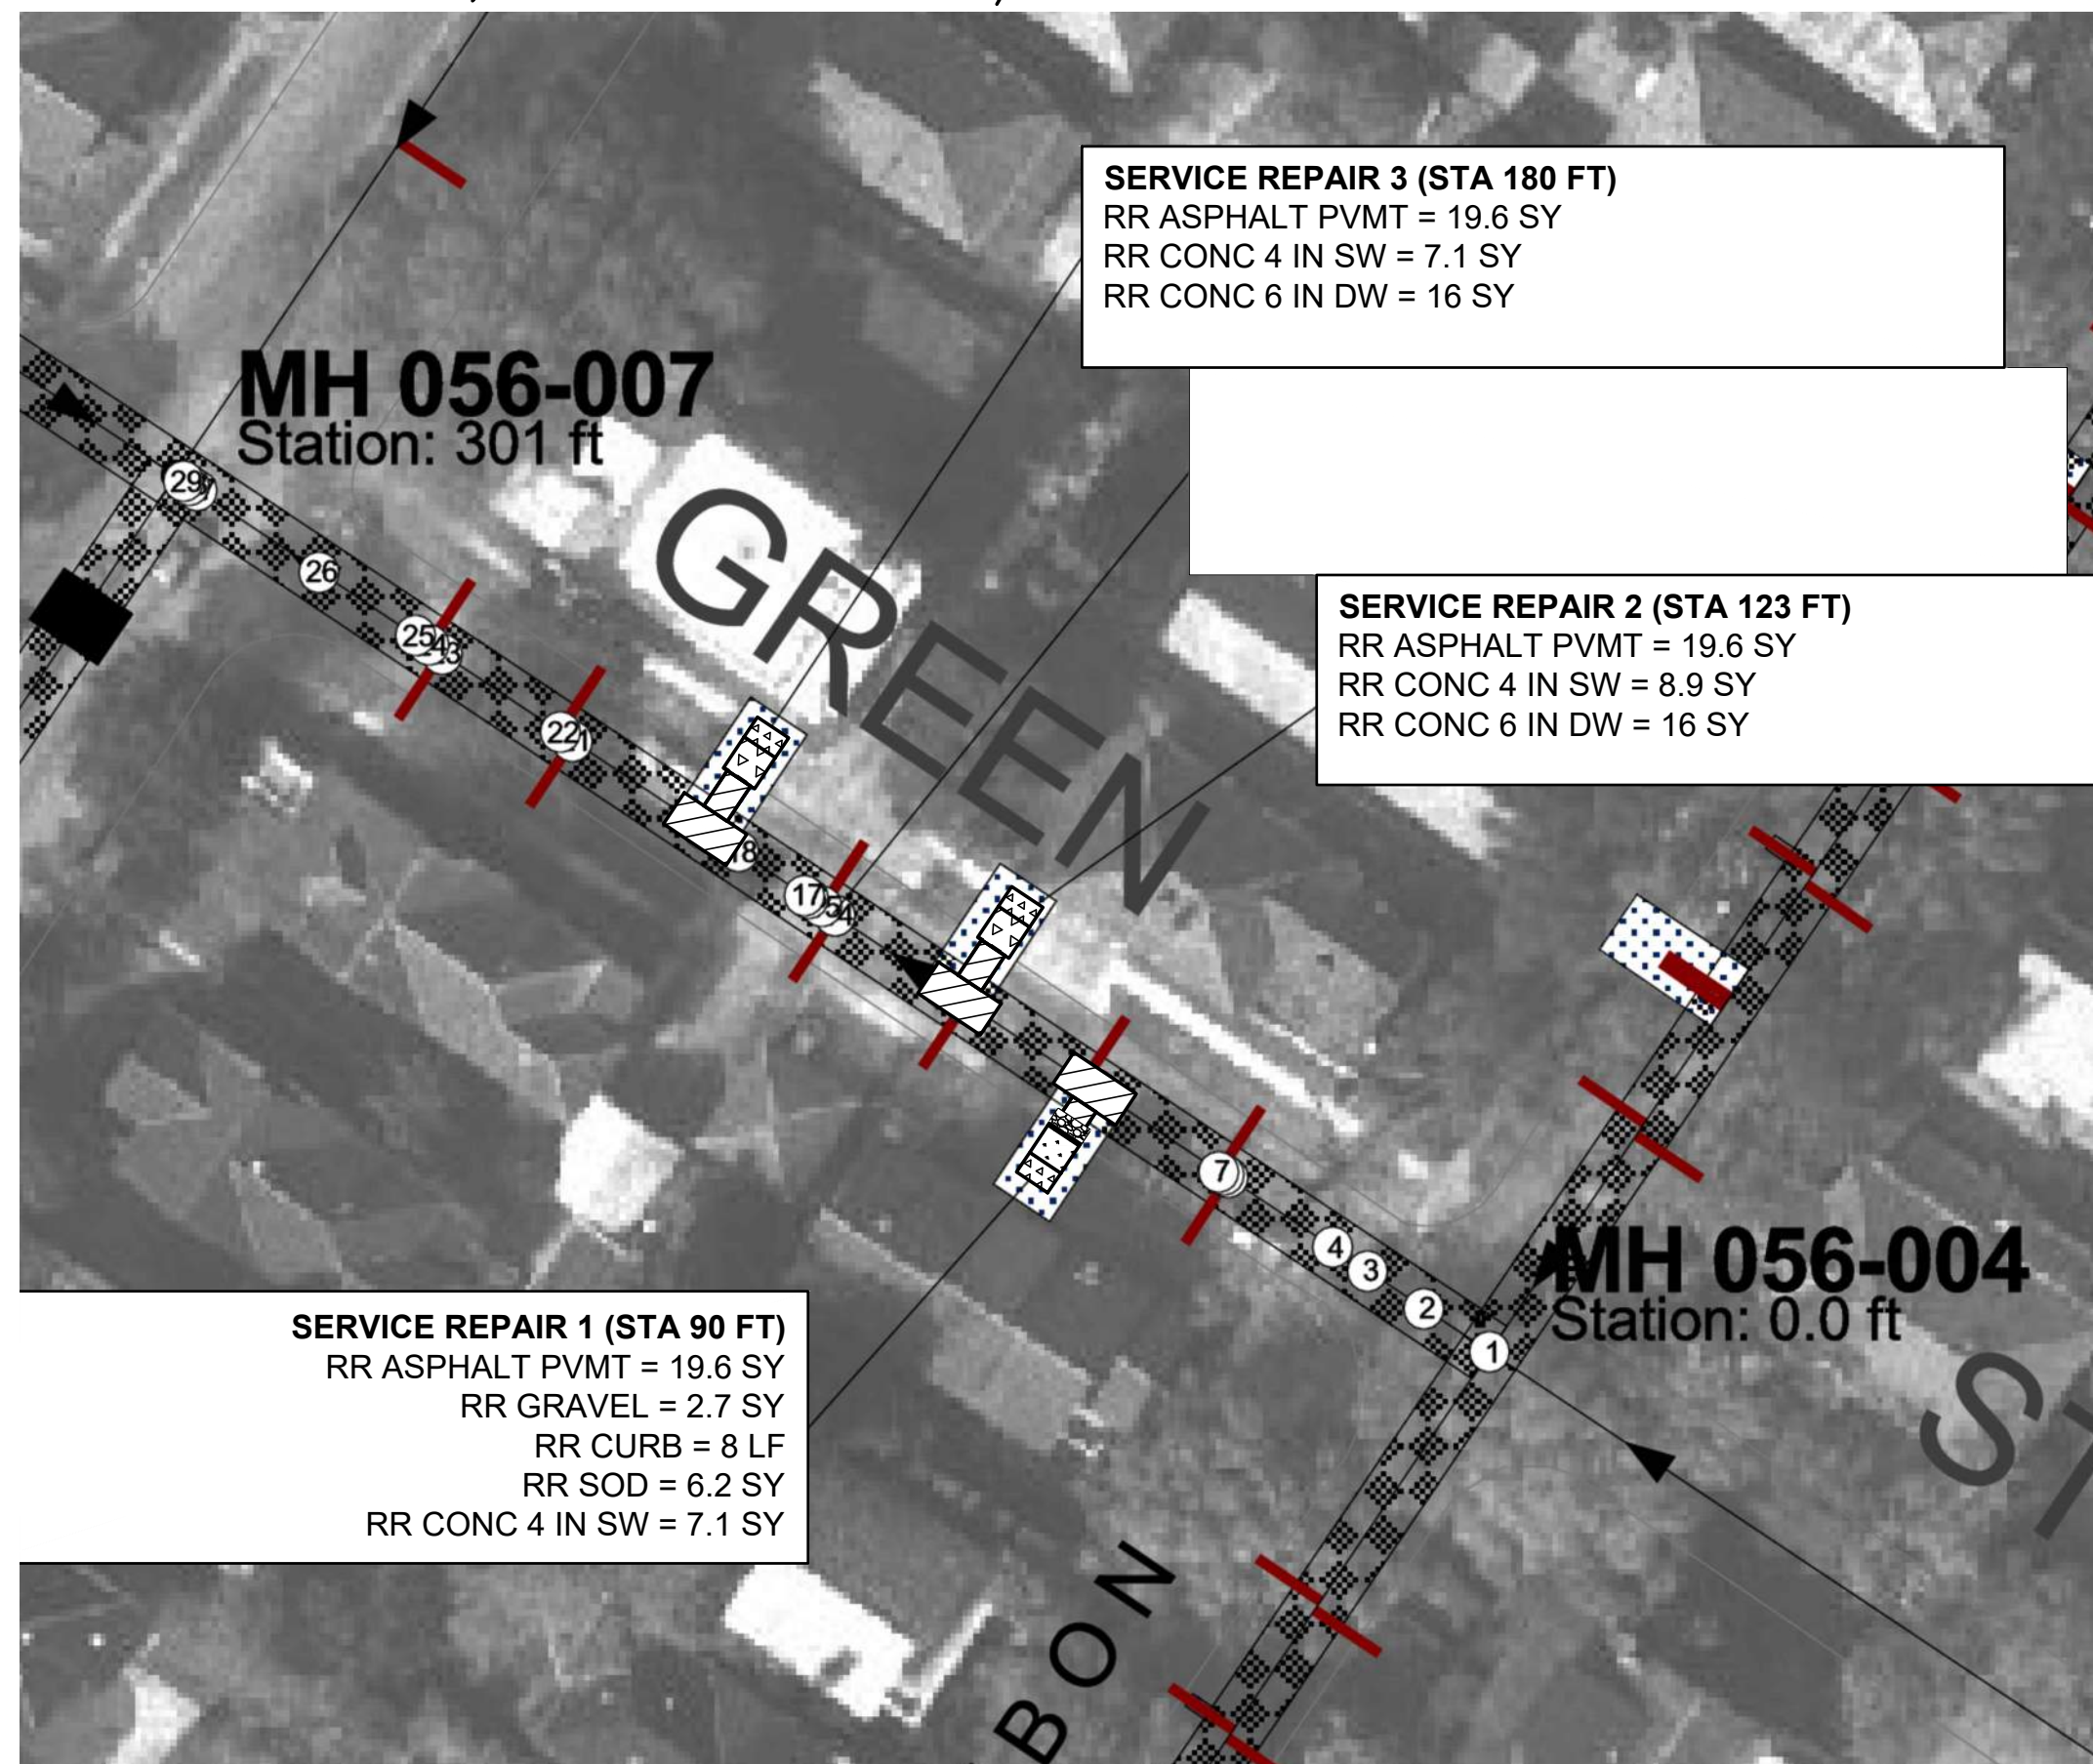 SERVICE REPAIR 3 (STA 180 FT)
RR ASPHALT PVMT = 19.6 SY
RR CONC 4 IN SW = 7.1 SY
RR CONC 6 IN DW = 16 SY
MH 056-007
Station: 301 ft
29
26
25
22
GREEN
SERVICE REPAIR 2 (STA 123 FT)
RR ASPHALT PVMT = 19.6 SY
RR CONC 4 IN SW = 8.9 SY
RR CONC 6 IN DW = 16 SY
17
7
4
3
2
1
MH 056-004
Station: 0.0 ft
ST
SERVICE REPAIR 1 (STA 90 FT)
RR ASPHALT PVMT = 19.6 SY
RR GRAVEL = 2.7 SY
RR CURB = 8 LF
RR SOD = 6.2 SY
RR CONC 4 IN SW = 7.1 SY
BON